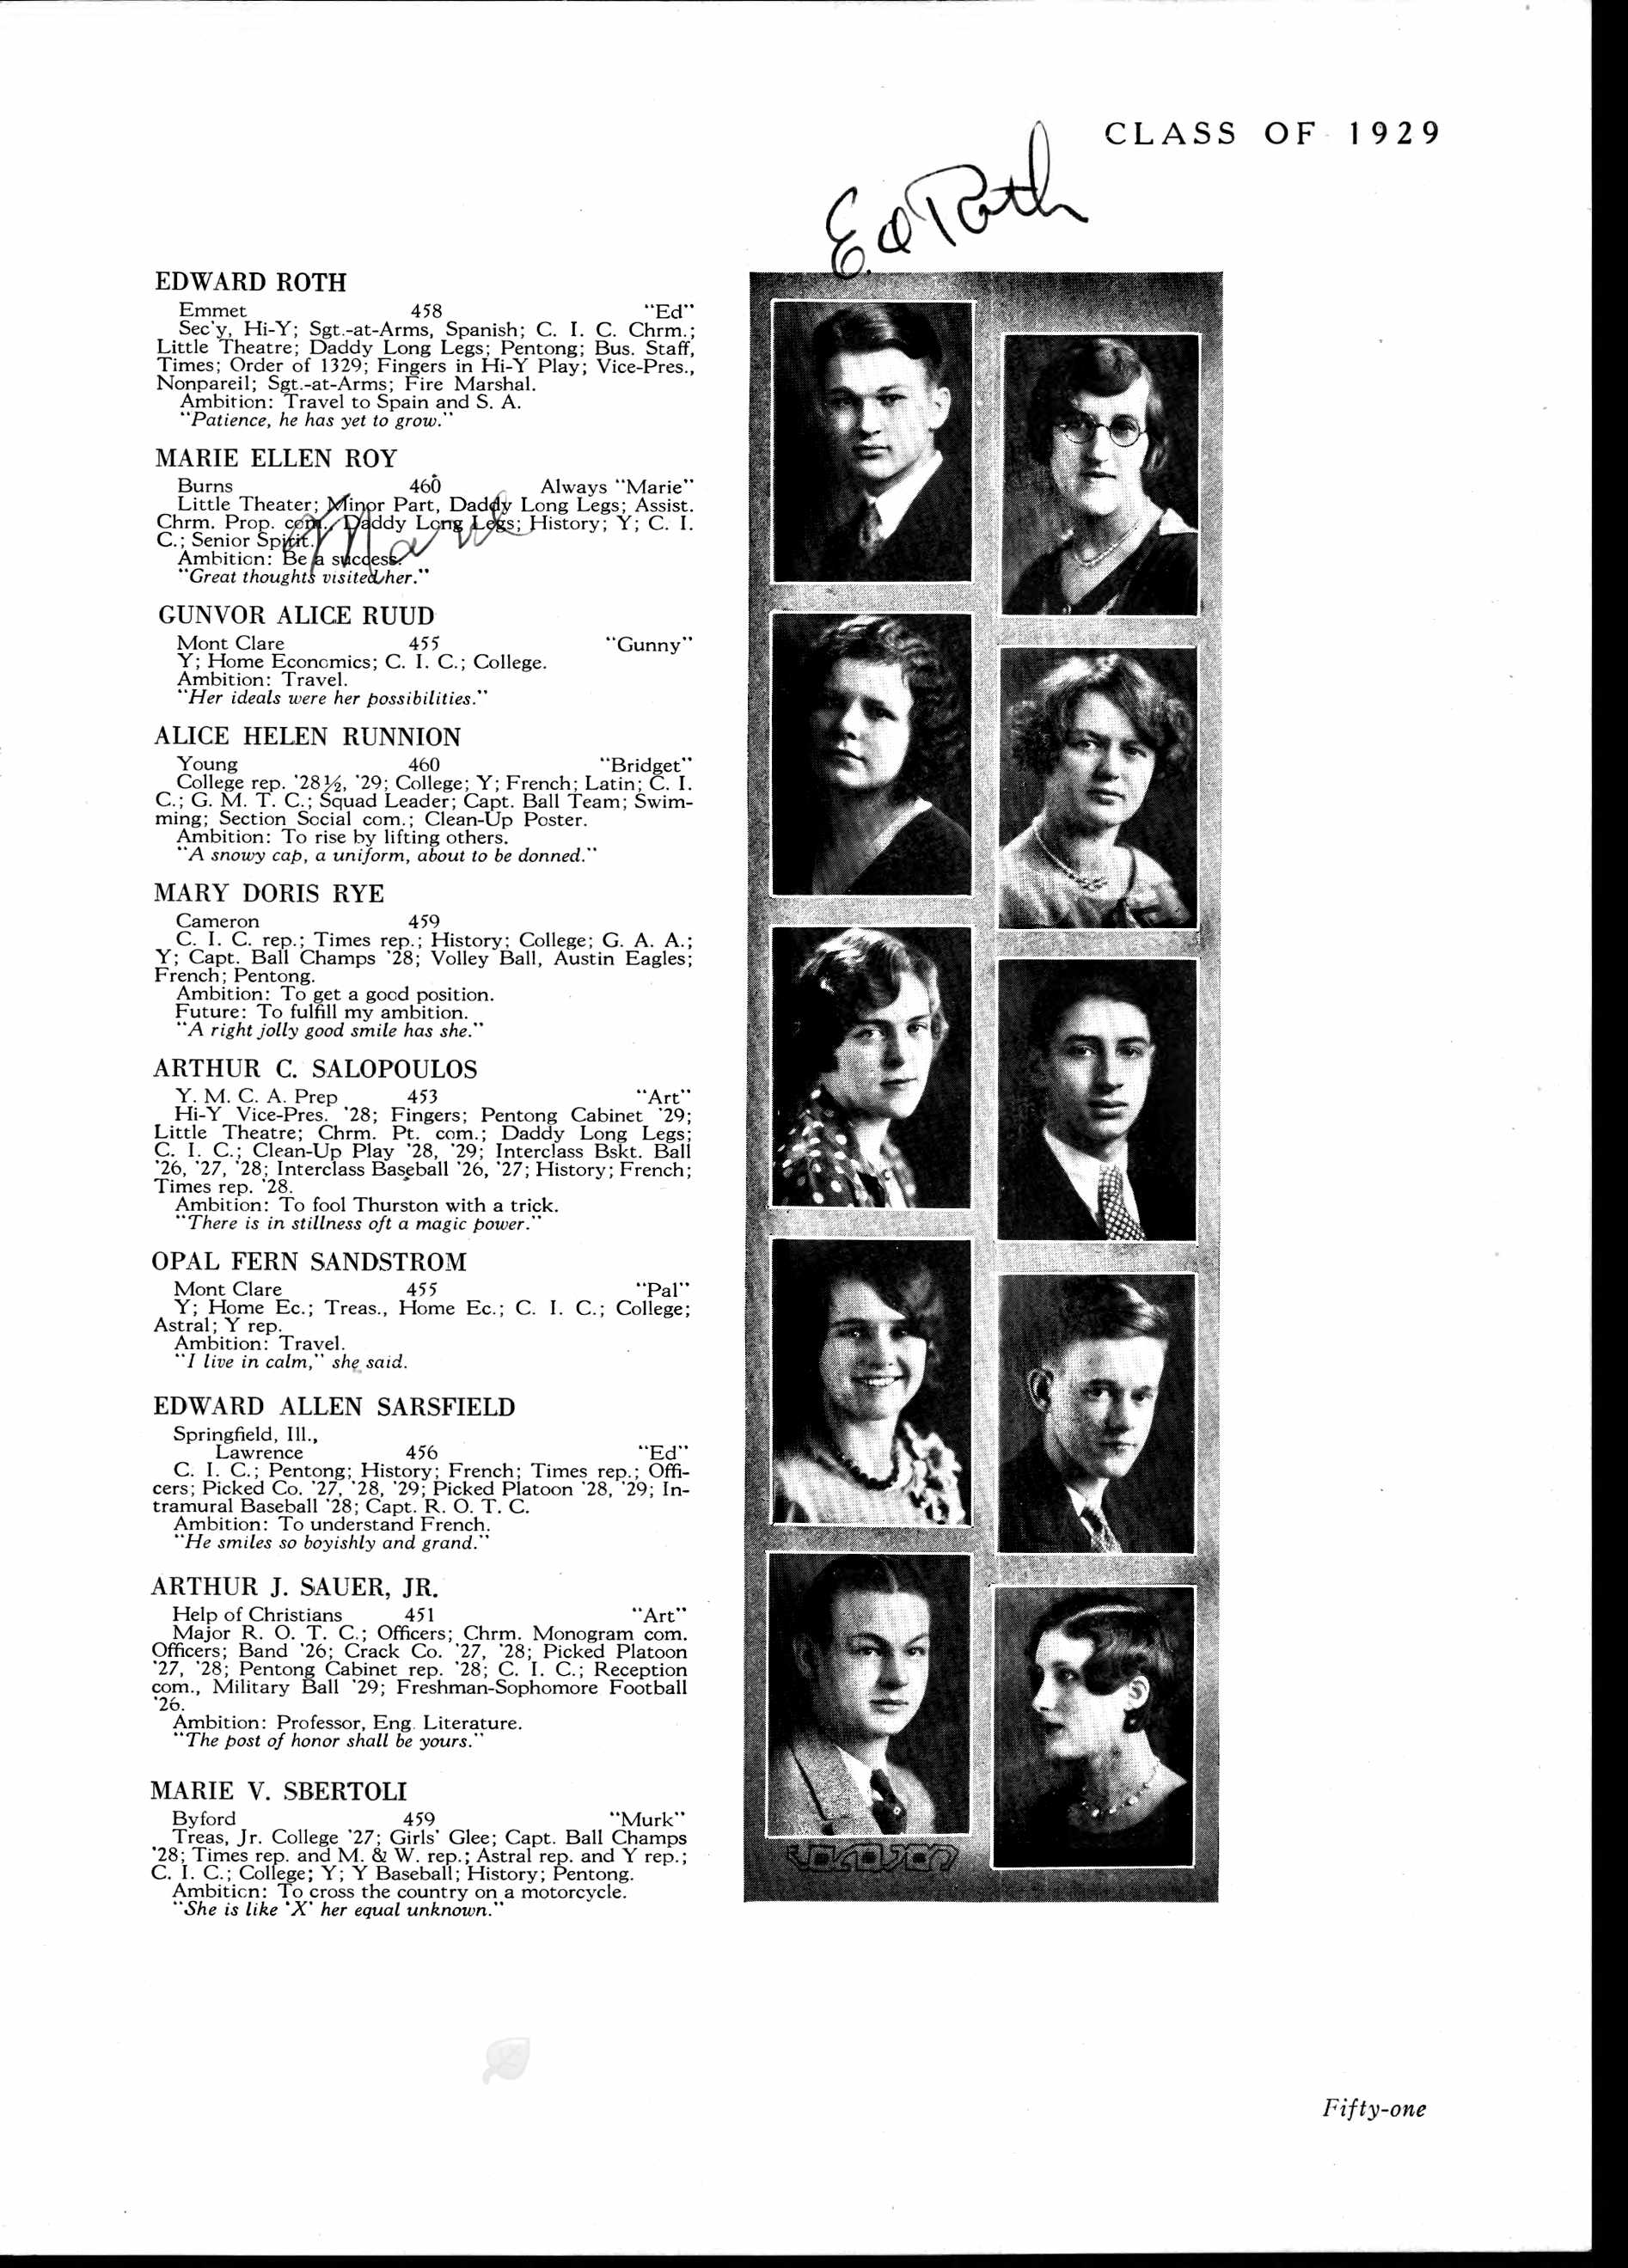 CLASS OF 1929
Ed Roth
EDWARD ROTH
Emmet 458 "Ed"
Sec'y, Hi-Y; Sgt.-at-Arms, Spanish; C. I. C. Chrm.;
Little Theatre; Daddy Long Legs; Pentong; Bus. Staff,
Times; Order of 1329; Fingers in Hi-Y Play; Vice-Pres.,
Nonpareil; Sgt.-at-Arms; Fire Marshal.
Ambition: Travel to Spain and S. A.
"Patience, he has yet to grow."
MARIE ELLEN ROY
Burns 460 Always "Marie"
Little Theater; Minor Part, Daddy Long Legs; Assist.
Chrm. Prop. com., Daddy Long Legs; History; Y; C. I.
C.; Senior Spirit.
Marie
Ambition: Be a success.
"Great thoughts visited her."
GUNVOR ALICE RUUD
Mont Clare 455 "Gunny"
Y; Home Economics; C. I. C.; College.
Ambition: Travel.
"Her ideals were her possibilities."
ALICE HELEN RUNNION
Young 460 "Bridget"
College rep. '28½, '29; College; Y; French; Latin; C. I.
C.; G. M. T. C.; Squad Leader; Capt. Ball Team; Swim-
ming; Section Social com.; Clean-Up Poster.
Ambition: To rise by lifting others.
"A snowy cap, a uniform, about to be donned."
MARY DORIS RYE
Cameron 459
C. I. C. rep.; Times rep.; History; College; G. A. A.;
Y; Capt. Ball Champs '28; Volley Ball, Austin Eagles;
French; Pentong.
Ambition: To get a good position.
Future: To fulfill my ambition.
"A right jolly good smile has she."
ARTHUR C. SALOPOULOS
Y. M. C. A. Prep 453 "Art"
Hi-Y Vice-Pres. '28; Fingers; Pentong Cabinet '29;
Little Theatre; Chrm. Pt. com.; Daddy Long Legs;
C. I. C.; Clean-Up Play '28, '29; Interclass Bskt. Ball
'26, '27, '28; Interclass Baseball '26, '27; History; French;
Times rep. '28.
Ambition: To fool Thurston with a trick.
"There is in stillness oft a magic power."
OPAL FERN SANDSTROM
Mont Clare 455 "Pal"
Y; Home Ec.; Treas., Home Ec.; C. I. C.; College;
Astral; Y rep.
Ambition: Travel.
"I live in calm," she said.
EDWARD ALLEN SARSFIELD
Springfield, Ill.,
Lawrence 456 "Ed"
C. I. C.; Pentong; History; French; Times rep.; Offi-
cers; Picked Co. '27, '28, '29; Picked Platoon '28, '29; In-
tramural Baseball '28; Capt. R. O. T. C.
Ambition: To understand French.
"He smiles so boyishly and grand."
ARTHUR J. SAUER, JR.
Help of Christians 451 "Art"
Major R. O. T. C.; Officers; Chrm. Monogram com.
Officers; Band '26; Crack Co. '27, '28; Picked Platoon
'27, '28; Pentong Cabinet rep. '28; C. I. C.; Reception
com., Military Ball '29; Freshman-Sophomore Football
'26.
Ambition: Professor, Eng. Literature.
"The post of honor shall be yours."
MARIE V. SBERTOLI
Byford 459 "Murk"
Treas, Jr. College '27; Girls' Glee; Capt. Ball Champs
'28; Times rep. and M. & W. rep.; Astral rep. and Y rep.;
C. I. C.; College; Y; Y Baseball; History; Pentong.
Ambition: To cross the country on a motorcycle.
"She is like 'X' her equal unknown."
Fifty-one